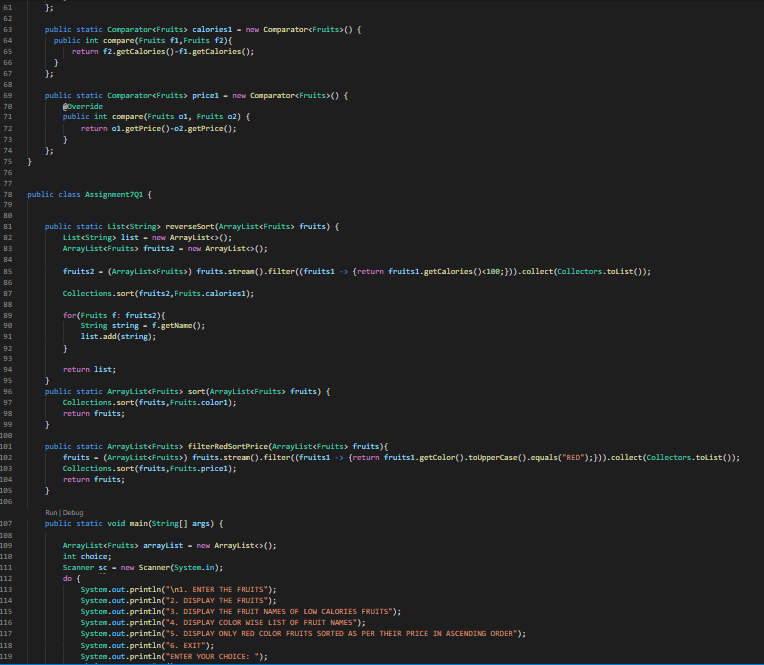 61 };
62
63 public static Comparator<Fruits> calories1 = new Comparator<Fruits>() {
64 public int compare(Fruits f1,Fruits f2){
65 return f2.getCalories()-f1.getCalories();
66 }
67 };
68
69 public static Comparator<Fruits> price1 = new Comparator<Fruits>() {
70 @Override
71 public int compare(Fruits o1, Fruits o2) {
72 return o1.getPrice()-o2.getPrice();
73 }
74 };
75 }
76
77
78 public class Assignment7Q1 {
79
80
81 public static List<String> reverseSort(ArrayList<Fruits> fruits) {
82 List<String> list = new ArrayList<>();
83 ArrayList<Fruits> fruits2 = new ArrayList<>();
84
85 fruits2 = (ArrayList<Fruits>) fruits.stream().filter((fruits1 -> {return fruits1.getCalories()<100;})).collect(Collectors.toList());
86
87 Collections.sort(fruits2,Fruits.calories1);
88
89 for(Fruits f: fruits2){
90 String string = f.getName();
91 list.add(string);
92 }
93
94 return list;
95 }
96 public static ArrayList<Fruits> sort(ArrayList<Fruits> fruits) {
97 Collections.sort(fruits,Fruits.color1);
98 return fruits;
99 }
100
101 public static ArrayList<Fruits> filterRedSortPrice(ArrayList<Fruits> fruits){
102 fruits = (ArrayList<Fruits>) fruits.stream().filter((fruits1 -> {return fruits1.getColor().toUpperCase().equals("RED");})).collect(Collectors.toList());
103 Collections.sort(fruits,Fruits.price1);
104 return fruits;
105 }
106
Run | Debug
107 public static void main(String[] args) {
108
109 ArrayList<Fruits> arrayList = new ArrayList<>();
110 int choice;
111 Scanner sc = new Scanner(System.in);
112 do {
113 System.out.println("\n1. ENTER THE FRUITS");
114 System.out.println("2. DISPLAY THE FRUITS");
115 System.out.println("3. DISPLAY THE FRUIT NAMES OF LOW CALORIES FRUITS");
116 System.out.println("4. DISPLAY COLOR WISE LIST OF FRUIT NAMES");
117 System.out.println("5. DISPLAY ONLY RED COLOR FRUITS SORTED AS PER THEIR PRICE IN ASCENDING ORDER");
118 System.out.println("6. EXIT");
119 System.out.println("ENTER YOUR CHOICE: ");